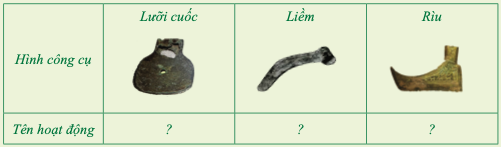 Lưỡi cuốc Liềm Rìu
Hình công cụ
Tên hoạt động ? ? ?